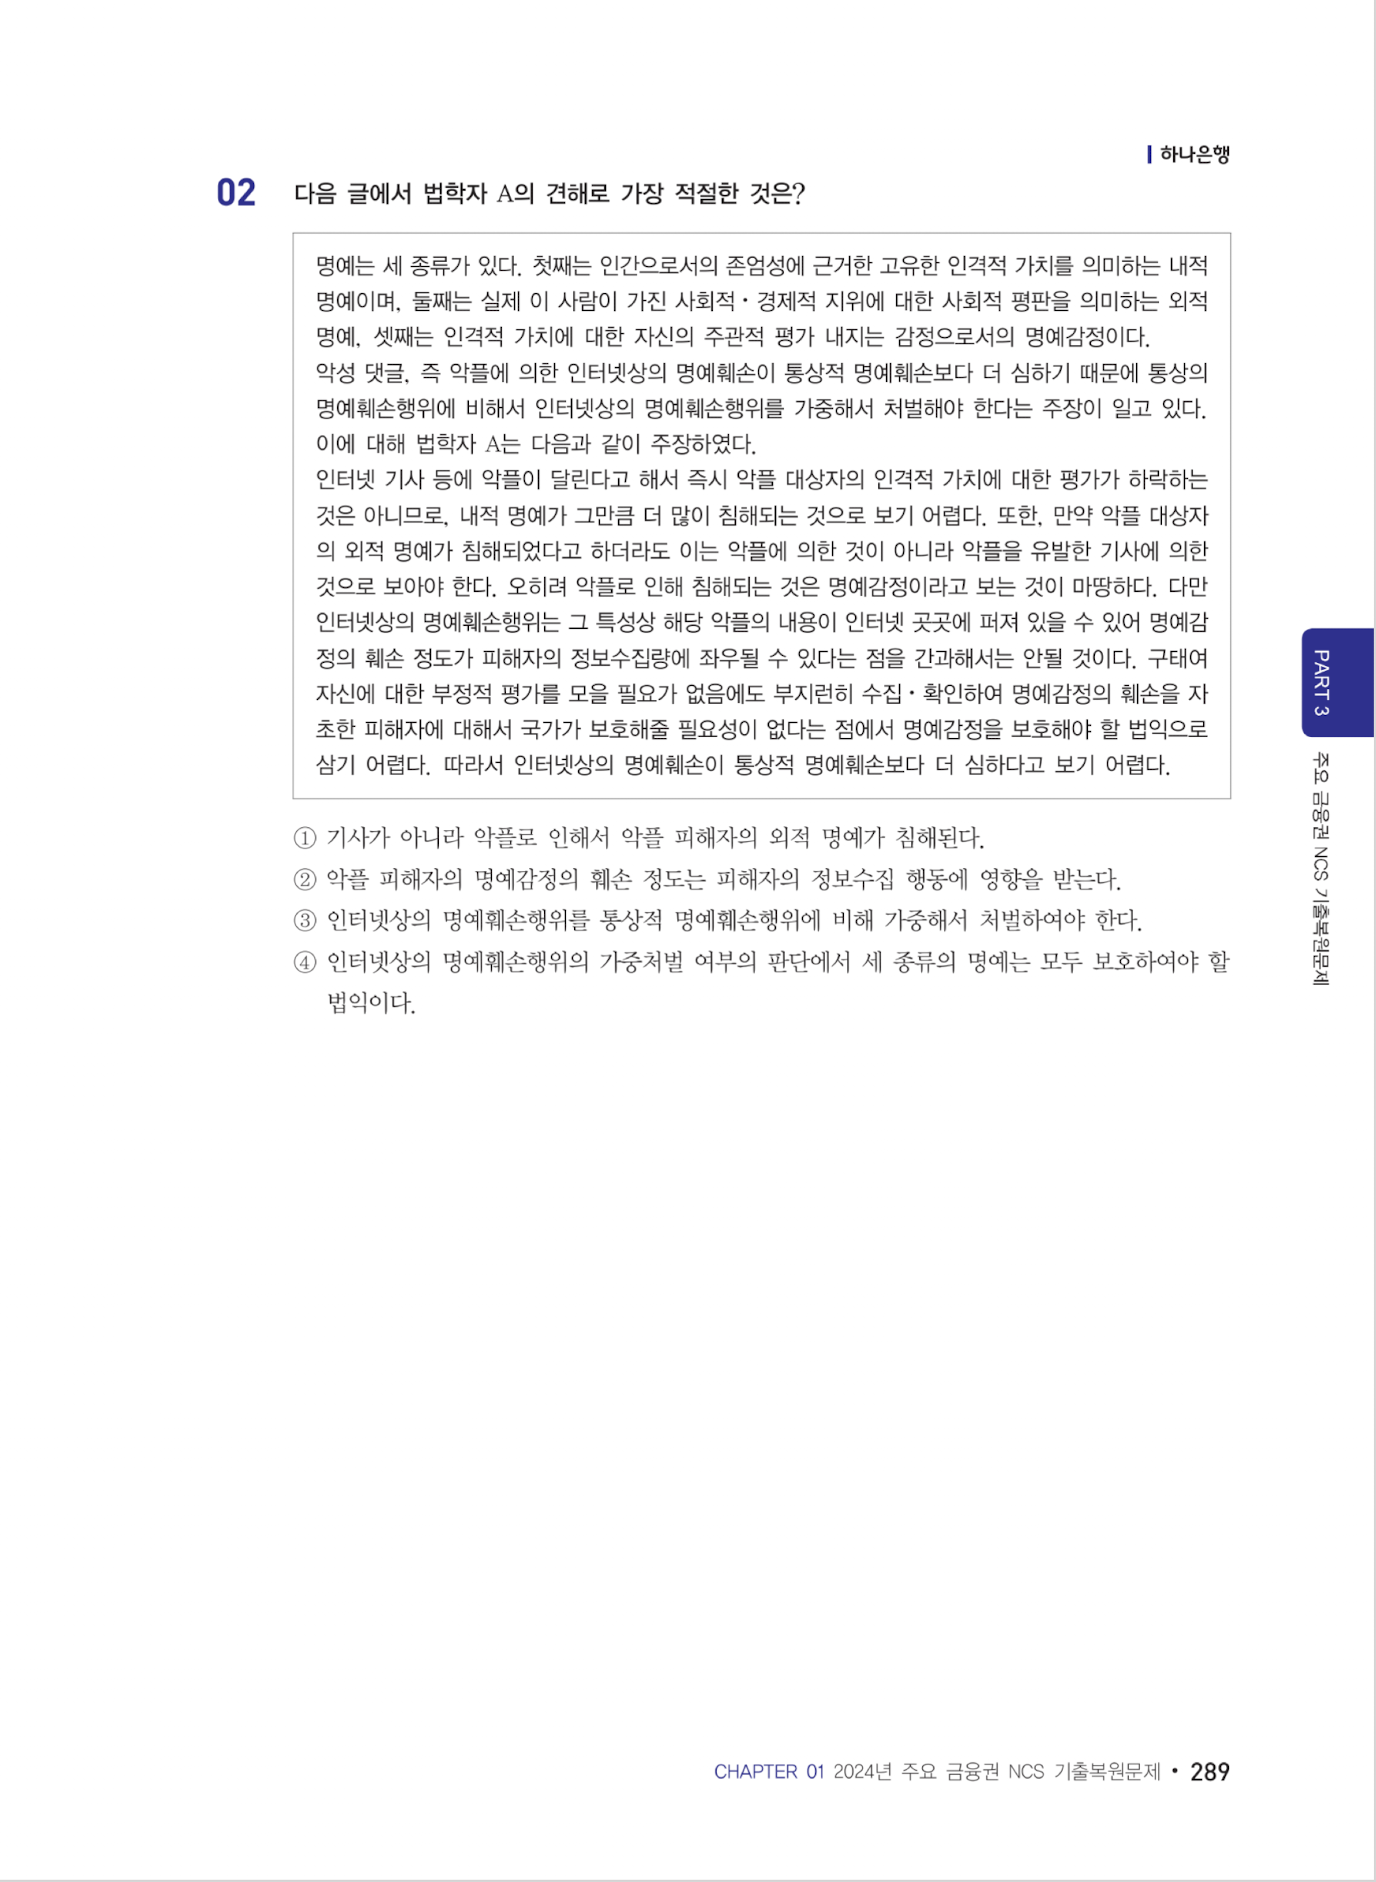 하나은행
02 다음 글에서 법학자 A의 견해로 가장 적절한 것은?
명예는 세 종류가 있다. 첫째는 인간으로서의 존엄성에 근거한 고유한 인격적 가치를 의미하는 내적
명예이며, 둘째는 실제 이 사람이 가진 사회적·경제적 지위에 대한 사회적 평판을 의미하는 외적
명예, 셋째는 인격적 가치에 대한 자신의 주관적 평가 내지는 감정으로서의 명예감정이다.
악성 댓글, 즉 악플에 의한 인터넷상의 명예훼손이 통상적 명예훼손보다 더 심하기 때문에 통상의
명예훼손행위에 비해서 인터넷상의 명예훼손행위를 가중해서 처벌해야 한다는 주장이 일고 있다.
이에 대해 법학자 A는 다음과 같이 주장하였다.
인터넷 기사 등에 악플이 달린다고 해서 즉시 악플 대상자의 인격적 가치에 대한 평가가 하락하는
것은 아니므로, 내적 명예가 그만큼 더 많이 침해되는 것으로 보기 어렵다. 또한, 만약 악플 대상자
의 외적 명예가 침해되었다고 하더라도 이는 악플에 의한 것이 아니라 악플을 유발한 기사에 의한
것으로 보아야 한다. 오히려 악플로 인해 침해되는 것은 명예감정이라고 보는 것이 마땅하다. 다만
인터넷상의 명예훼손행위는 그 특성상 해당 악플의 내용이 인터넷 곳곳에 퍼져 있을 수 있어 명예감
정의 훼손 정도가 피해자의 정보수집량에 좌우될 수 있다는 점을 간과해서는 안될 것이다. 구태여
자신에 대한 부정적 평가를 모을 필요가 없음에도 부지런히 수집·확인하여 명예감정의 훼손을 자
초한 피해자에 대해서 국가가 보호해줄 필요성이 없다는 점에서 명예감정을 보호해야 할 법익으로
삼기 어렵다. 따라서 인터넷상의 명예훼손이 통상적 명예훼손보다 더 심하다고 보기 어렵다.
① 기사가 아니라 악플로 인해서 악플 피해자의 외적 명예가 침해된다.
② 악플 피해자의 명예감정의 훼손 정도는 피해자의 정보수집 행동에 영향을 받는다.
③ 인터넷상의 명예훼손행위를 통상적 명예훼손행위에 비해 가중해서 처벌하여야 한다.
④ 인터넷상의 명예훼손행위의 가중처벌 여부의 판단에서 세 종류의 명예는 모두 보호하여야 할
법익이다.
PART 3
주요 금융권 NCS 기출복원문제
CHAPTER 01 2024년 주요 금융권 NCS 기출복원문제 • 289